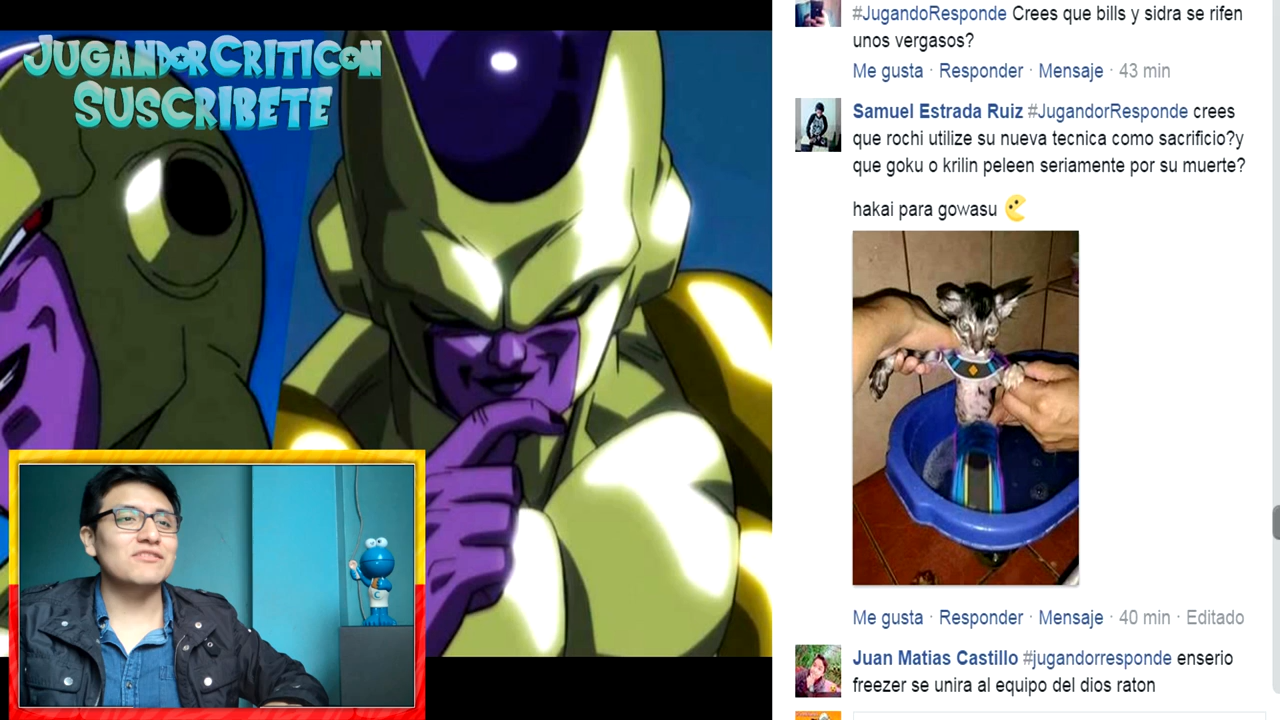 JUGANDORCRITICON
SUSCRIBETE
#JugandoResponde Crees que bills y sidra se rifen
unos vergasos?
Me gusta · Responder · Mensaje · 43 min
Samuel Estrada Ruiz #JugandorResponde crees
que rochi utilize su nueva tecnica como sacrificio?y
que goku o krilin peleen seriamente por su muerte?
hakai para gowasu
Me gusta · Responder · Mensaje · 40 min · Editado
Juan Matias Castillo #jugandorresponde enserio
freezer se unira al equipo del dios raton